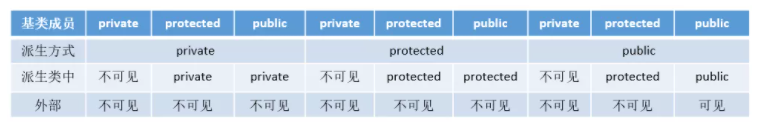 基类成员 private protected public private protected public private protected public
派生方式 private protected public
派生类中 不可见 private private 不可见 protected protected 不可见 protected public
外部 不可见 不可见 不可见 不可见 不可见 不可见 不可见 不可见 可见